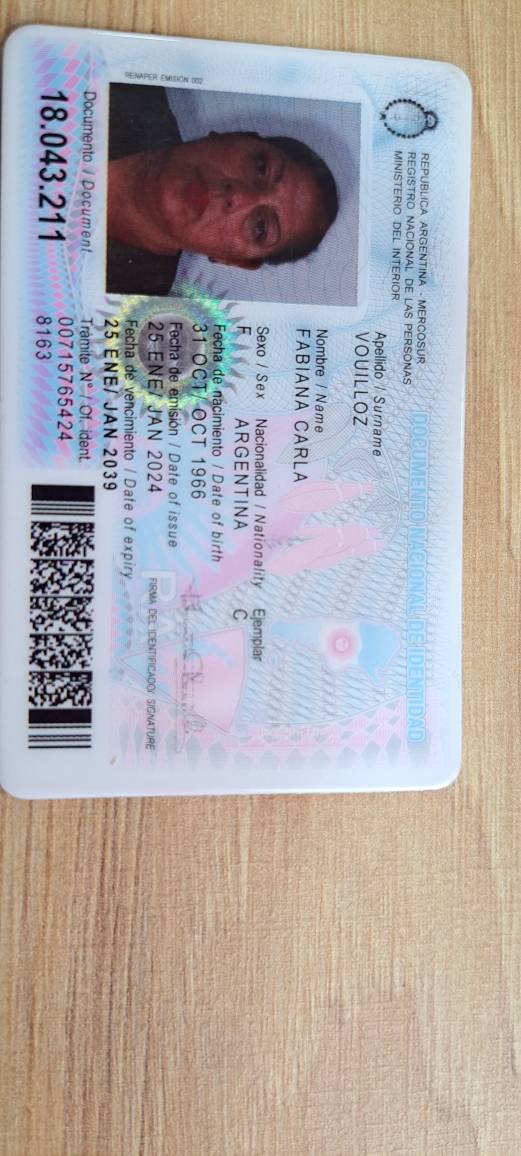 REPUBLICA ARGENTINA - MERCOSUR
REGISTRO NACIONAL DE LAS PERSONAS
MINISTERIO DEL INTERIOR
DOCUMENTO NACIONAL DE IDENTIDAD
RENAPER EMISIÓN 002
Apellido / Surname
VOUILLOZ
Nombre / Name
FABIANA CARLA
Sexo / Sex Nacionalidad / Nationality Ejemplar
F ARGENTINA C
Fecha de nacimiento / Date of birth
31 OCT/ OCT 1966
Fecha de emisión / Date of issue
25 ENE/ JAN 2024
Fecha de vencimiento / Date of expiry
25 ENE/ JAN 2039
FIRMA DEL IDENTIFICADO/ SIGNATURE
Documento / Document
18.043.211
Trámite N° / Of. ident.
00715765424
8163